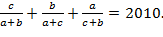 c/(a+b) + b/(a+c) + a/(c+b) = 2010.